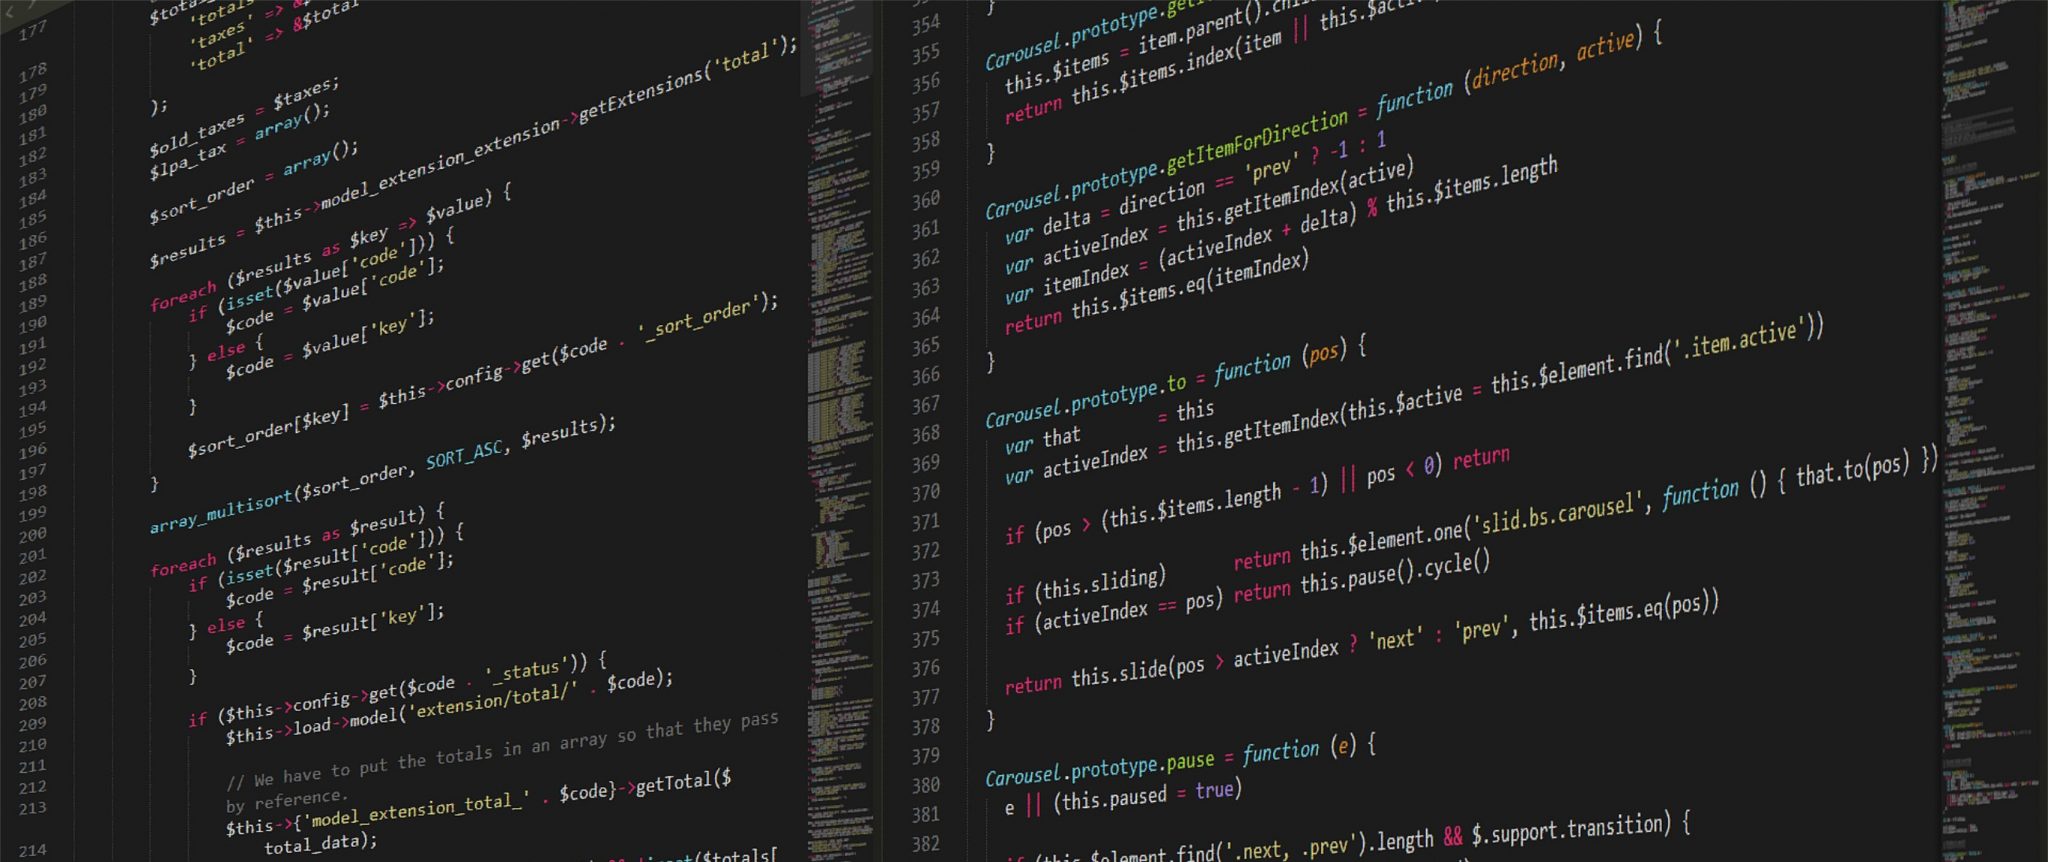 177
178
179
180
181
182
183
184
185
186
187
188
189
190
191
192
193
194
195
196
197
198
199
200
201
202
203
204
205
206
207
208
209
210
211
212
213
214
'totals' => &
'taxes' => &$total
'total' =>
);
$old_taxes = $taxes;
$lpa_tax = array();
$sort_order = array();
$results = $this->model_extension_extension->getExtensions('total');
foreach ($results as $key => $value) {
if (isset($value['code'])) {
$code = $value['code'];
} else {
$code = $value['key'];
}
$sort_order[$key] = $this->config->get($code . '_sort_order');
}
array_multisort($sort_order, SORT_ASC, $results);
foreach ($results as $result) {
if (isset($result['code'])) {
$code = $result['code'];
} else {
$code = $result['key'];
}
if ($this->config->get($code . '_status')) {
$this->load->model('extension/total/' . $code);
// We have to put the totals in an array so that they pass
by reference.
$this->{'model_extension_total_' . $code}->getTotal($
total_data);
354
355
356
357
358
359
360
361
362
363
364
365
366
367
368
369
370
371
372
373
374
375
376
377
378
379
380
381
382
}
Carousel.prototype.
this.$items = item.parent().
return this.$items.index(item || this.
}
Carousel.prototype.getItemForDirection = function (direction, active) {
var delta = direction == 'prev' ? -1 : 1
var activeIndex = this.getItemIndex(active)
var itemIndex = (activeIndex + delta) % this.$items.length
return this.$items.eq(itemIndex)
}
Carousel.prototype.to = function (pos) {
var that = this
var activeIndex = this.getItemIndex(this.$active = this.$element.find('.item.active'))
if (pos > (this.$items.length - 1) || pos < 0) return
if (this.sliding) return this.$element.one('slid.bs.carousel', function () { that.to(pos) })
if (activeIndex == pos) return this.pause().cycle()
return this.slide(pos > activeIndex ? 'next' : 'prev', this.$items.eq(pos))
}
Carousel.prototype.pause = function (e) {
e || (this.paused = true)
if (this.$element.find('.next, .prev').length && $.support.transition) {